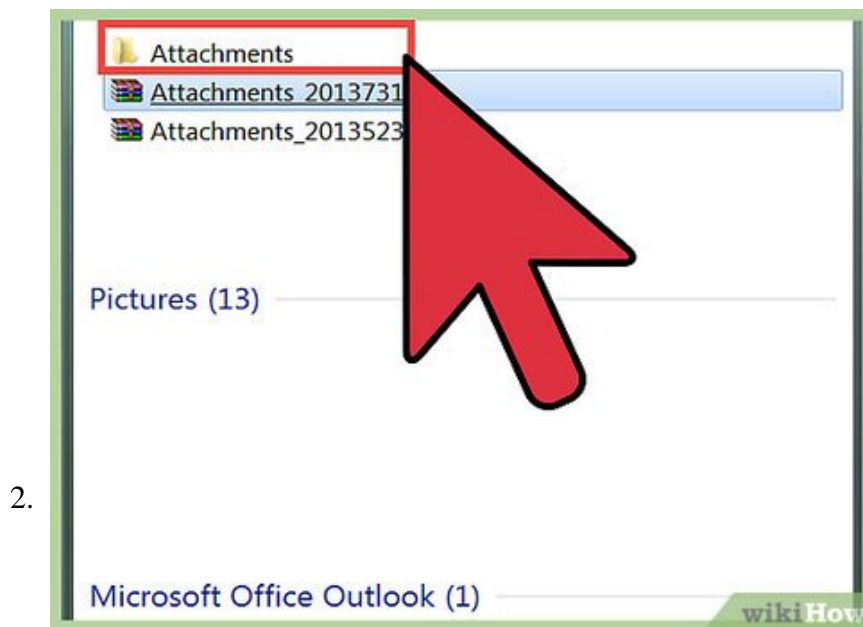 Attachments
Attachments_2013731
Attachments_2013523
Pictures (13)
2.
Microsoft Office Outlook (1)
wikiHow